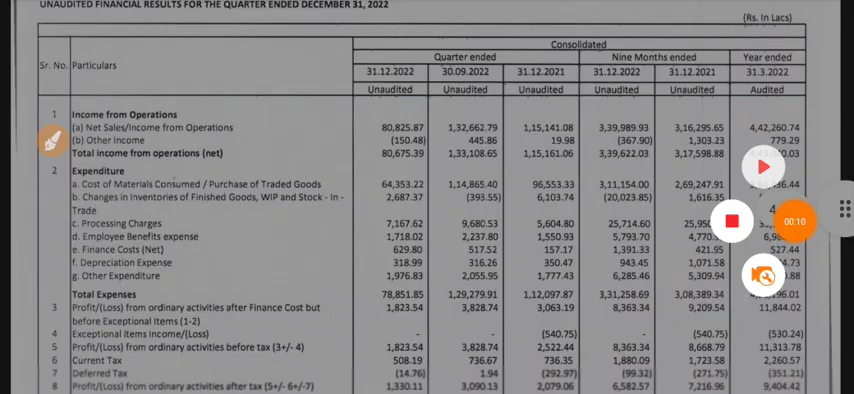 UNAUDITED FINANCIAL RESULTS FOR THE QUARTER ENDED DECEMBER 31, 2022
(Rs. In Lacs)
Consolidated
Sr. No. Particulars Quarter ended Nine Months ended Year ended
31.12.2022 30.09.2022 31.12.2021 31.12.2022 31.12.2021 31.3.2022
Unaudited Unaudited Unaudited Unaudited Unaudited Audited
1 Income from Operations
(a) Net Sales/Income from Operations 80,825.87 1,32,662.79 1,15,141.08 3,39,989.93 3,16,295.65 4,42,260.74
(b) Other Income (150.48) 445.86 19.98 (367.90) 1,303.23 779.29
Total income from operations (net) 80,675.39 1,33,108.65 1,15,161.06 3,39,622.03 3,17,598.88
2 Expenditure
a. Cost of Materials Consumed / Purchase of Traded Goods 64,353.22 1,14,865.40 96,553.33 3,11,154.00 2,69,247.91
b. Changes in Inventories of Finished Goods, WIP and Stock - In - 2,687.37 (393.55) 6,103.74 (20,023.85) 1,616.35
Trade
c. Processing Charges 7,167.62 9,680.53 5,604.80 25,714.60
d. Employee Benefits expense 1,718.02 2,237.80 1,550.93 5,793.70
e. Finance Costs (Net) 629.80 517.52 157.17 1,391.33 421.95 527.44
f. Depreciation Expense 318.99 316.26 350.47 943.45 1,071.58
g. Other Expenditure 1,976.83 2,055.95 1,777.43 6,285.46 5,309.94
Total Expenses 78,851.85 1,29,279.91 1,12,097.87 3,31,258.69 3,08,389.34
3 Profit/(Loss) from ordinary activities after Finance Cost but 1,823.54 3,828.74 3,063.19 8,363.34 9,209.54 11,844.02
before Exceptional Items (1-2)
4 Exceptional Items Income/(Loss) - - (540.75) - (540.75) (530.24)
5 Profit/(Loss) from ordinary activities before tax (3+/- 4) 1,823.54 3,828.74 2,522.44 8,363.34 8,668.79 11,313.78
6 Current Tax 508.19 736.67 736.35 1,880.09 1,723.58 2,260.57
7 Deferred Tax (14.76) 1.94 (292.97) (99.32) (271.75) (351.21)
8 Profit/(Loss) from ordinary activities after tax (5+/- 6+/-7) 1,330.11 3,090.13 2,079.06 6,582.57 7,216.96 9,404.42
00:10